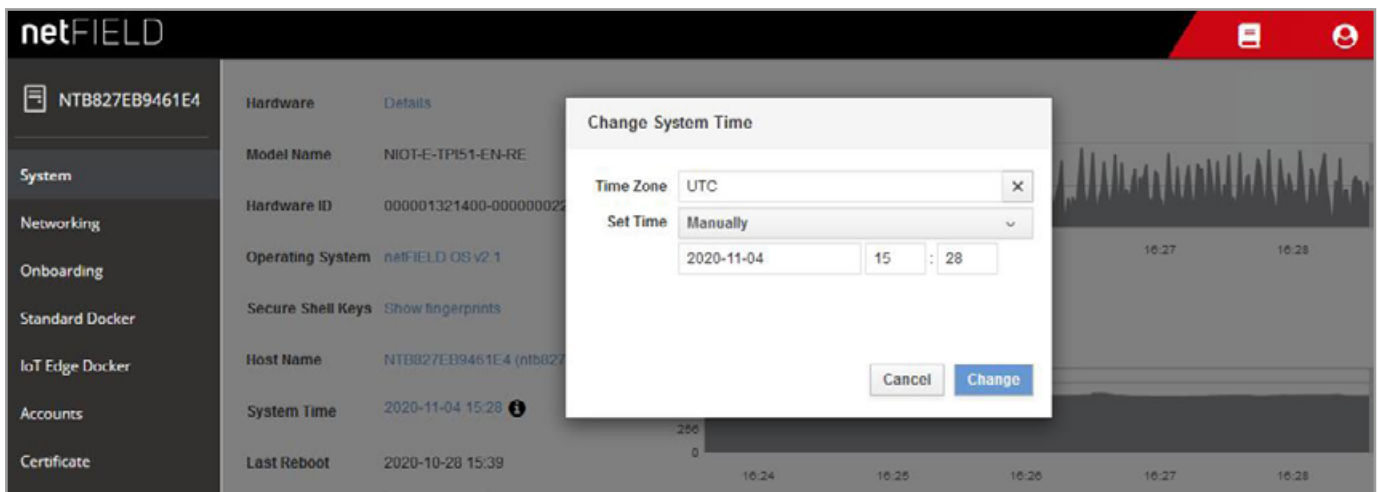 netFIELD
NTB827EB9461E4
System
Networking
Onboarding
Standard Docker
IoT Edge Docker
Accounts
Certificate
Hardware Details
Model Name NIOT-E-TPI51-EN-RE
Hardware ID 000001321400-000000022
Operating System netFIELD OS v2.1
Secure Shell Keys Show fingerprints
Host Name NTB827EB9461E4 (ntb827
System Time 2020-11-04 15:28
Last Reboot 2020-10-28 15:39
Change System Time
Time Zone UTC
Set Time Manually
2020-11-04 15 : 28
Cancel Change
16:27 16:28
256
0
16:24 16:25 16:26 16:27 16:28